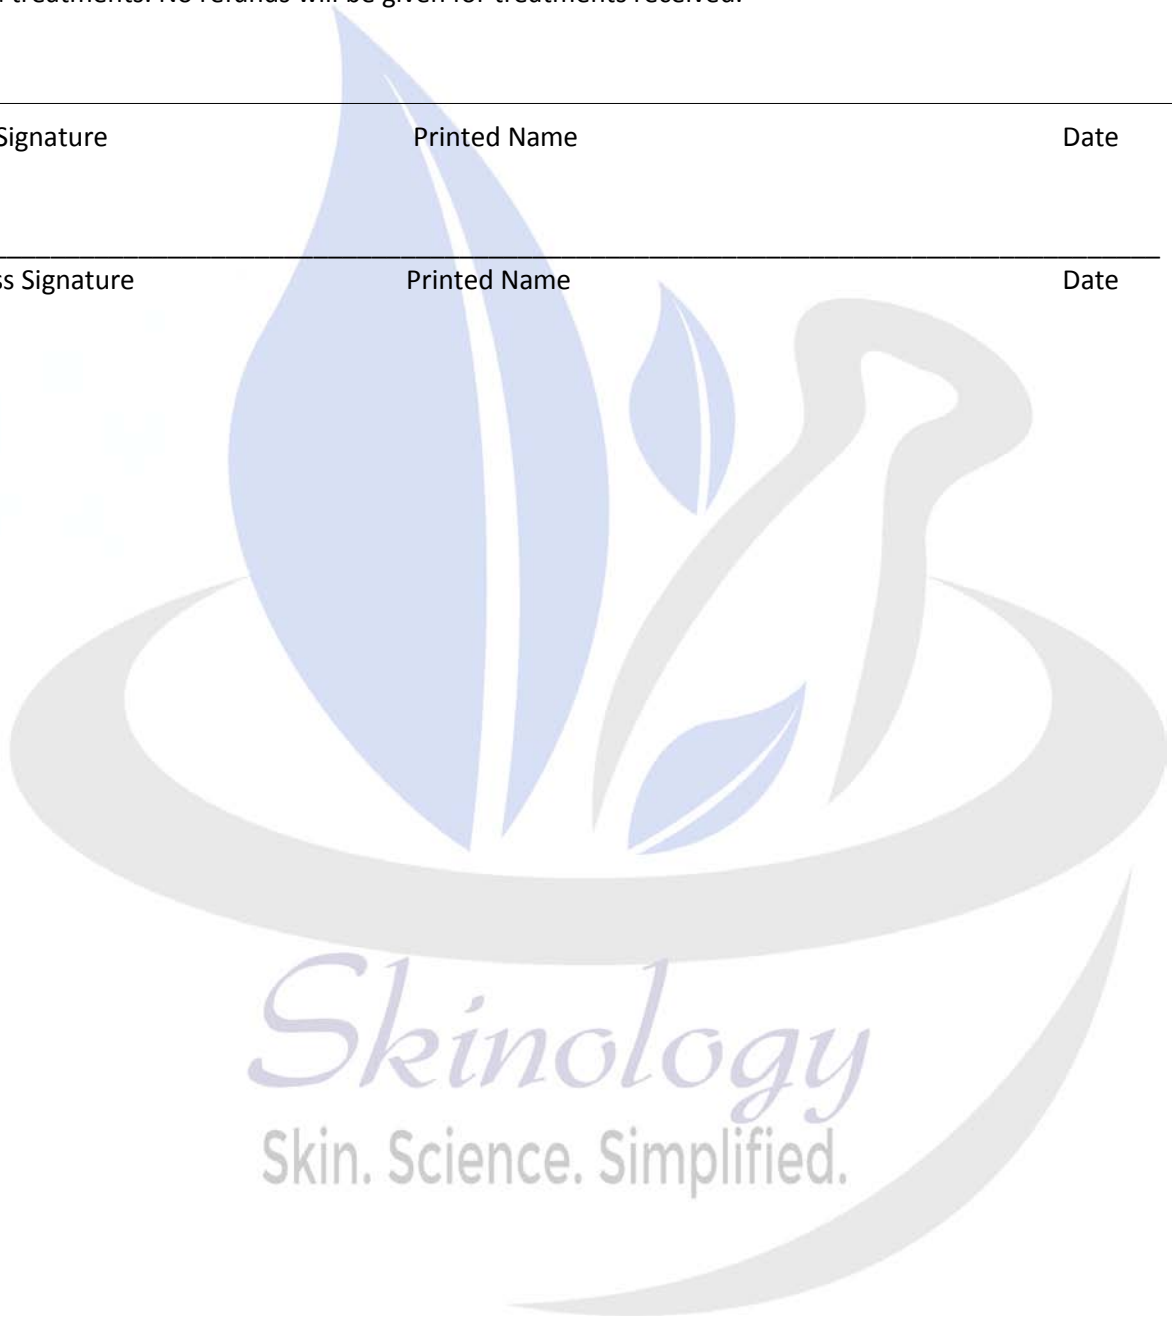 treatments. No refunds will be given for treatments received.
Signature Printed Name Date
Signature Printed Name Date
Skinology
Skin. Science. Simplified.